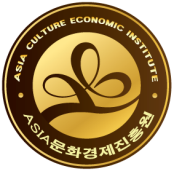 ASIA CULTURE ECONOMIC INSTITUTE
ASIA문화경제진흥원